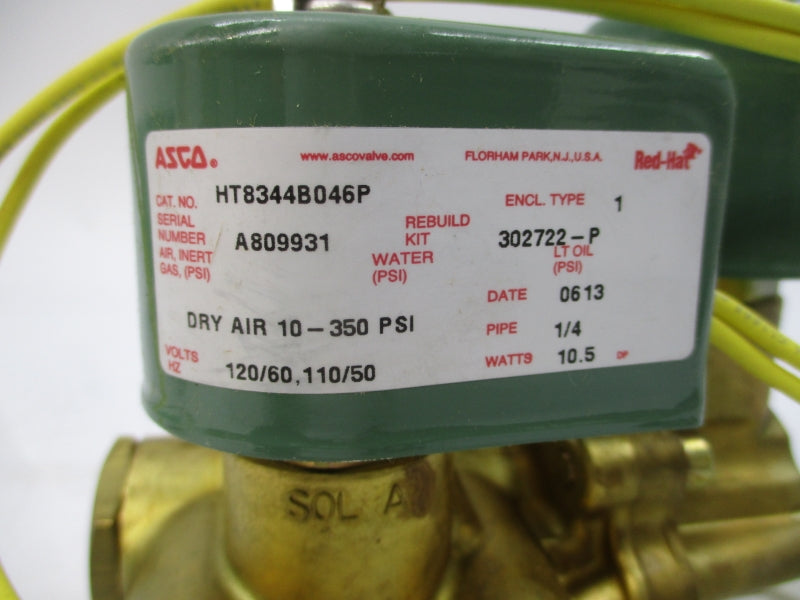 ASCO® www.ascovalve.com FLORHAM PARK,N.J.,U.S.A. Red-Hat
CAT. NO. HT8344B046P ENCL. TYPE 1
SERIAL NUMBER A809931 REBUILD KIT 302722-P
AIR, INERT GAS, (PSI) WATER (PSI) LT OIL (PSI)
DATE 0613
DRY AIR 10-350 PSI PIPE 1/4
VOLTS HZ 120/60,110/50 WATTS 10.5 DP
SOL A